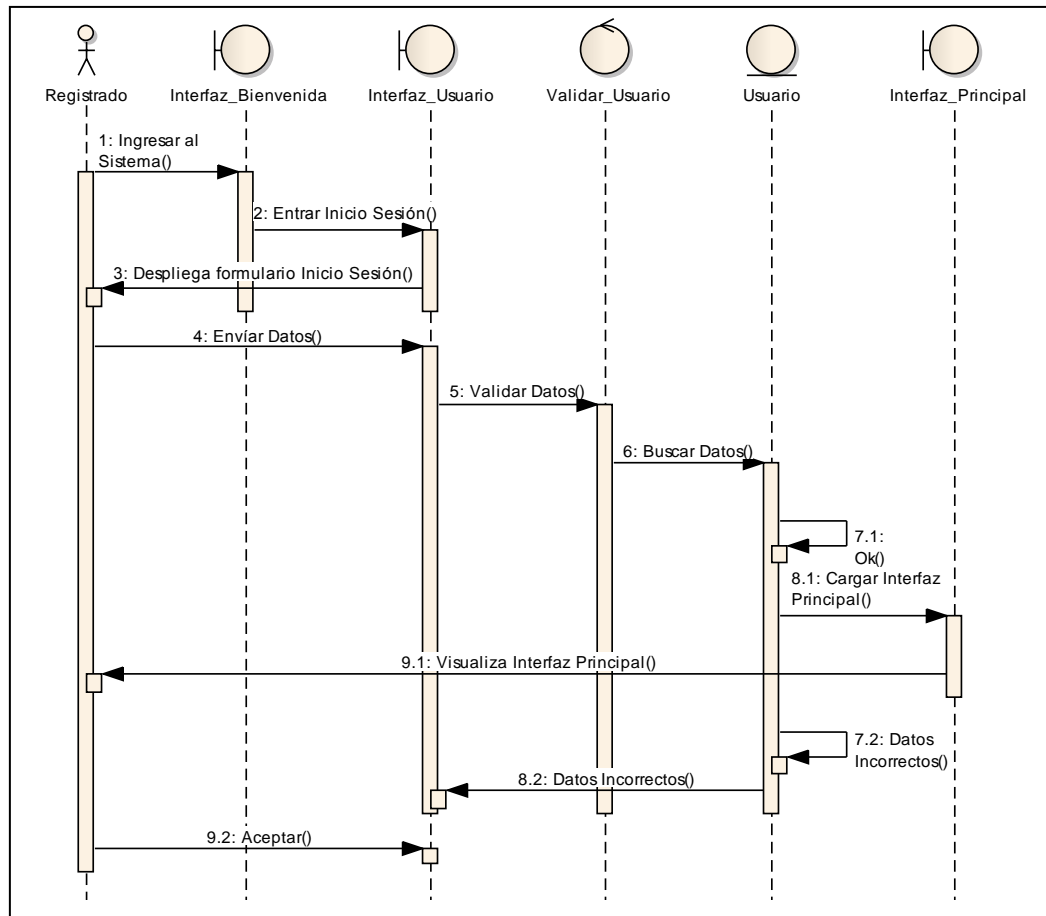 Registrado
Interfaz_Bienvenida
Interfaz_Usuario
Validar_Usuario
Usuario
Interfaz_Principal
1: Ingresar al
Sistema()
2: Entrar Inicio Sesión()
3: Despliega formulario Inicio Sesión()
4: Envíar Datos()
5: Validar Datos()
6: Buscar Datos()
7.1:
Ok()
8.1: Cargar Interfaz
Principal()
9.1: Visualiza Interfaz Principal()
7.2: Datos
Incorrectos()
8.2: Datos Incorrectos()
9.2: Aceptar()